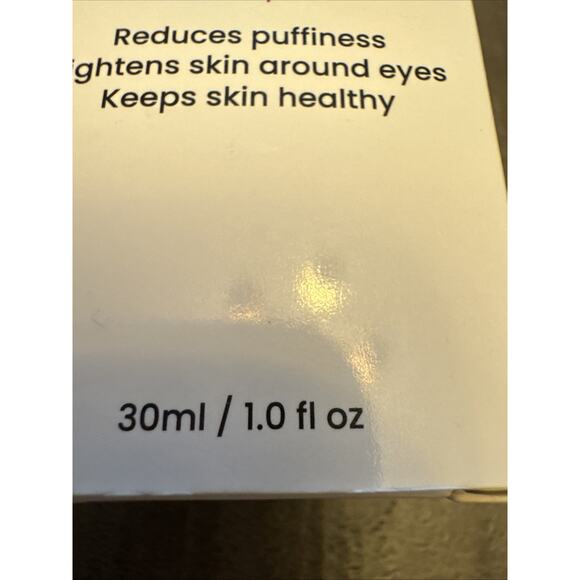 Reduces puffiness
ightens skin around eyes
Keeps skin healthy
30ml / 1.0 fl oz